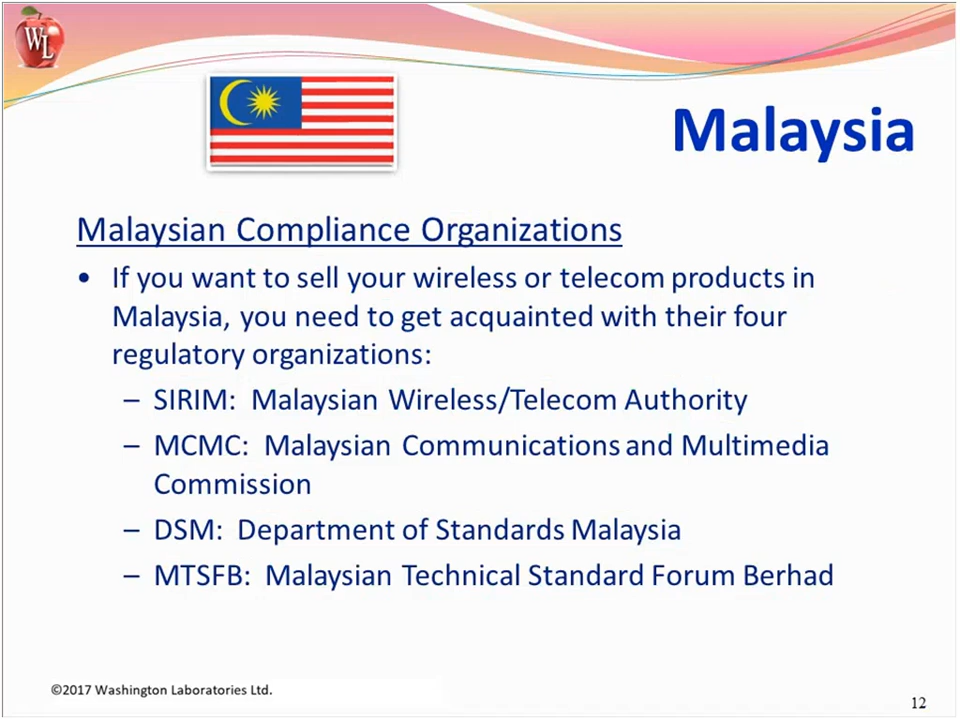 WL
Malaysia
Malaysian Compliance Organizations
• If you want to sell your wireless or telecom products in
Malaysia, you need to get acquainted with their four
regulatory organizations:
– SIRIM: Malaysian Wireless/Telecom Authority
– MCMC: Malaysian Communications and Multimedia
Commission
– DSM: Department of Standards Malaysia
– MTSFB: Malaysian Technical Standard Forum Berhad
©2017 Washington Laboratories Ltd.
12